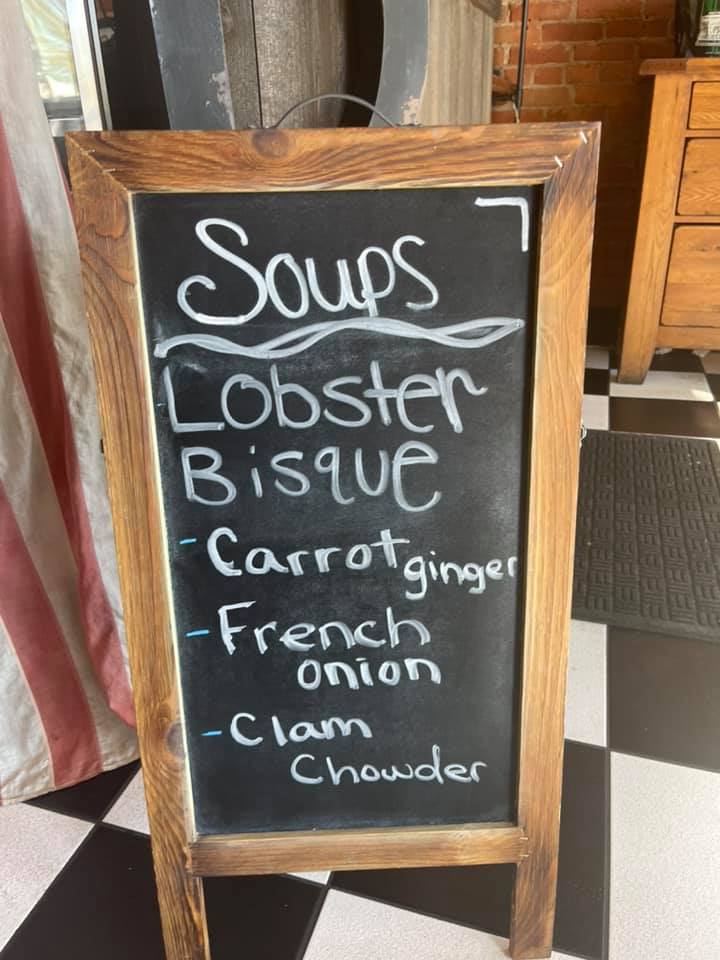 Soups
Lobster
Bisque
- Carrot ginger
- French
onion
- Clam
Chowder